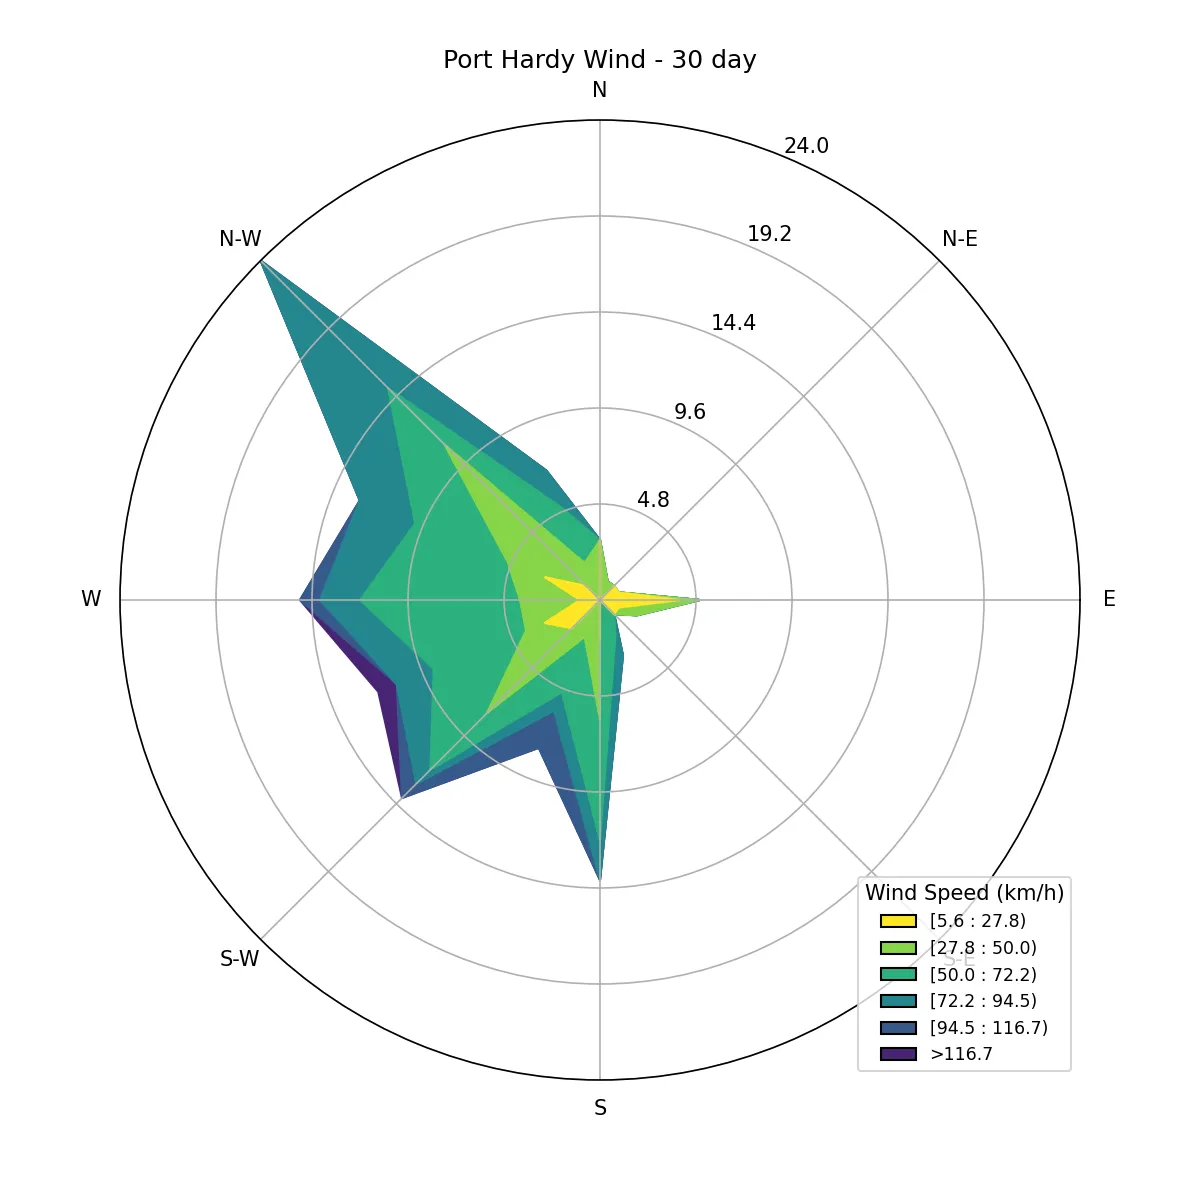 Port Hardy Wind - 30 day
N
24.0
19.2
N-W
N-E
14.4
9.6
4.8
W
E
Wind Speed (km/h)
[5.6 : 27.8)
[27.8 : 50.0)
S-W
S-E
[50.0 : 72.2)
[72.2 : 94.5)
[94.5 : 116.7)
>116.7
S